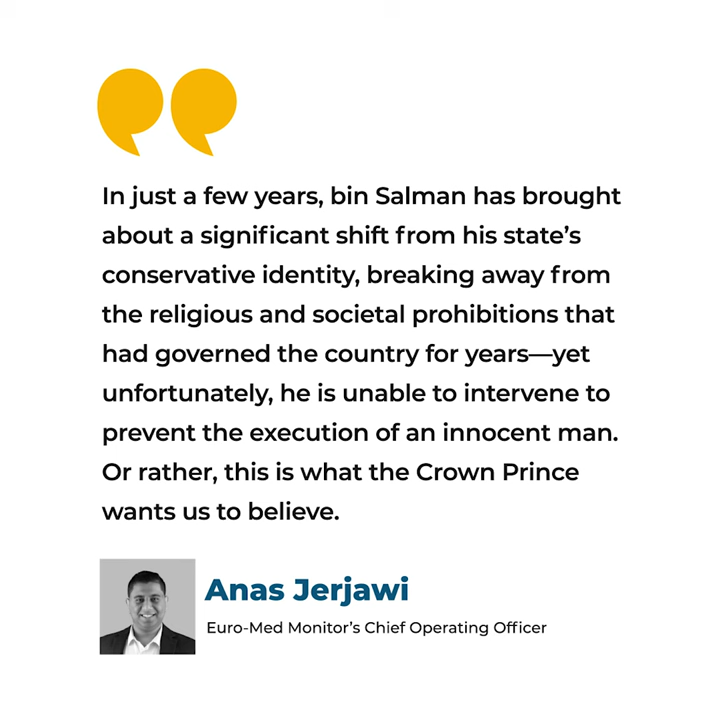 In just a few years, bin Salman has brought
about a significant shift from his state’s
conservative identity, breaking away from
the religious and societal prohibitions that
had governed the country for years—yet
unfortunately, he is unable to intervene to
prevent the execution of an innocent man.
Or rather, this is what the Crown Prince
wants us to believe.
Anas Jerjawi
Euro-Med Monitor’s Chief Operating Officer